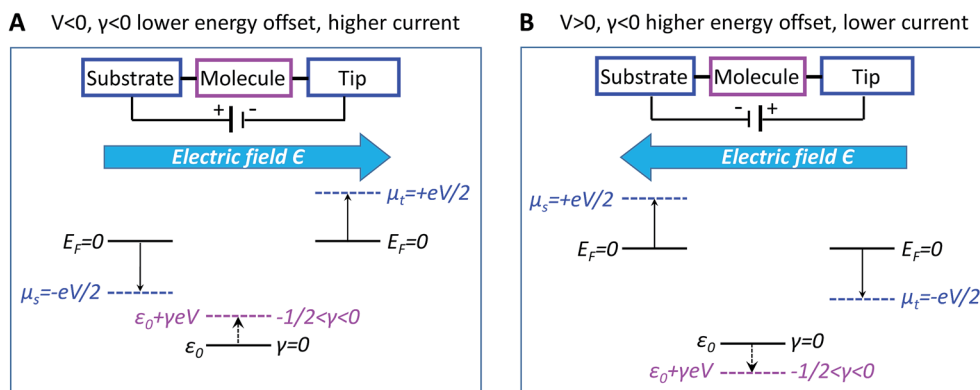 A V<0, γ<0 lower energy offset, higher current
Substrate Molecule Tip
+ -
Electric field Є
μt=+eV/2
EF=0 EF=0
μs=-eV/2
ε0+γeV -1/2<γ<0
ε0 γ=0
B V>0, γ<0 higher energy offset, lower current
Substrate Molecule Tip
- +
Electric field Є
μs=+eV/2
EF=0 EF=0
μt=-eV/2
ε0 γ=0
ε0+γeV -1/2<γ<0